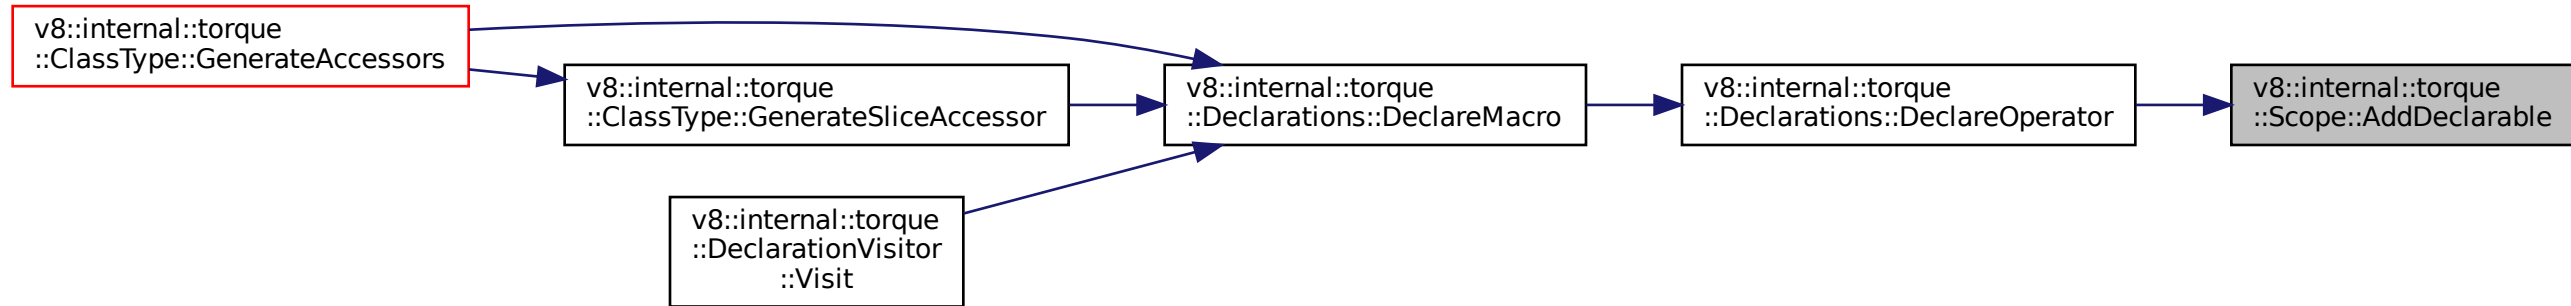 v8::internal::torque
::ClassType::GenerateAccessors
v8::internal::torque
::ClassType::GenerateSliceAccessor
v8::internal::torque
::DeclarationVisitor
::Visit
v8::internal::torque
::Declarations::DeclareMacro
v8::internal::torque
::Declarations::DeclareOperator
v8::internal::torque
::Scope::AddDeclarable